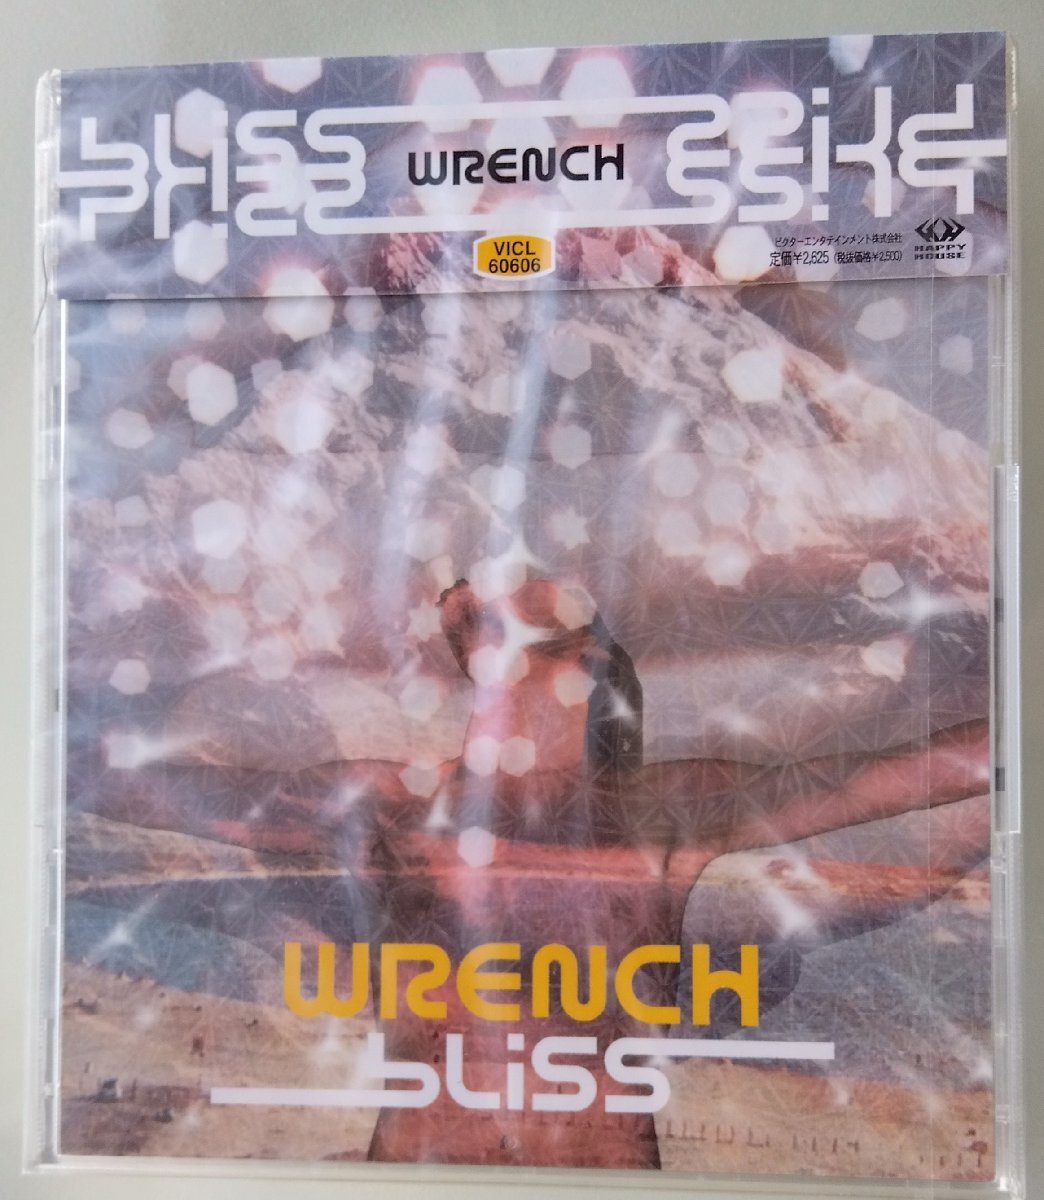 bLiSS
WRENCH
VICL
60606
ビクターエンタテインメント株式会社
定価¥2,625 (税抜価格¥2,500)
HAPPY
HOUSE
WRENCH
bLiSS